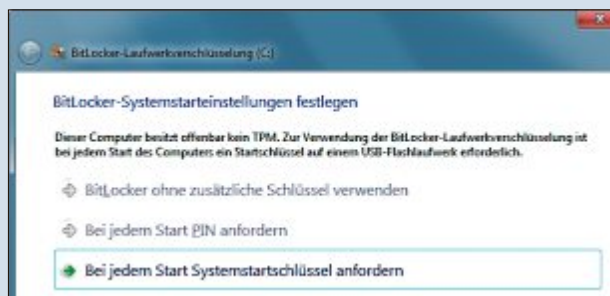 BitLocker-Laufwerkverschlüsselung (C:)
BitLocker-Systemstarteinstellungen festlegen
Dieser Computer besitzt offenbar kein TPM. Zur Verwendung der BitLocker-Laufwerkverschlüsselung ist
bei jedem Start des Computers ein Startschlüssel auf einem USB-Flashlaufwerk erforderlich.
BitLocker ohne zusätzliche Schlüssel verwenden
Bei jedem Start PIN anfordern
Bei jedem Start Systemstartschlüssel anfordern